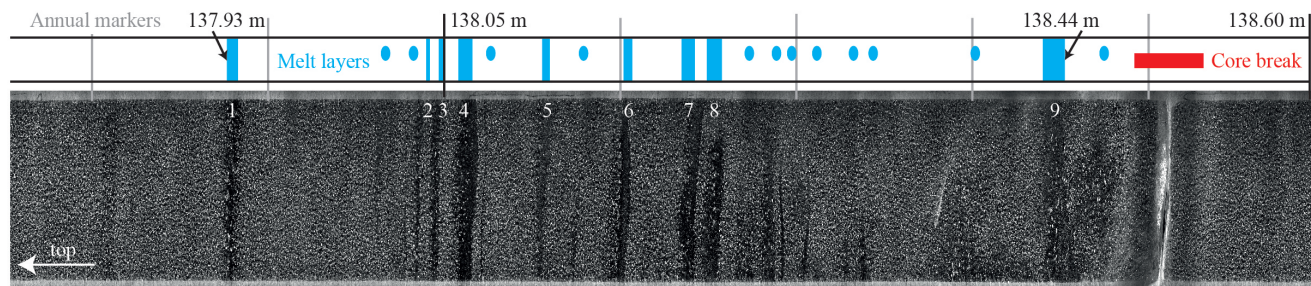 Annual markers 137.93 m 138.05 m 138.44 m 138.60 m
Melt layers Core break
1 2 3 4 5 6 7 8 9
top